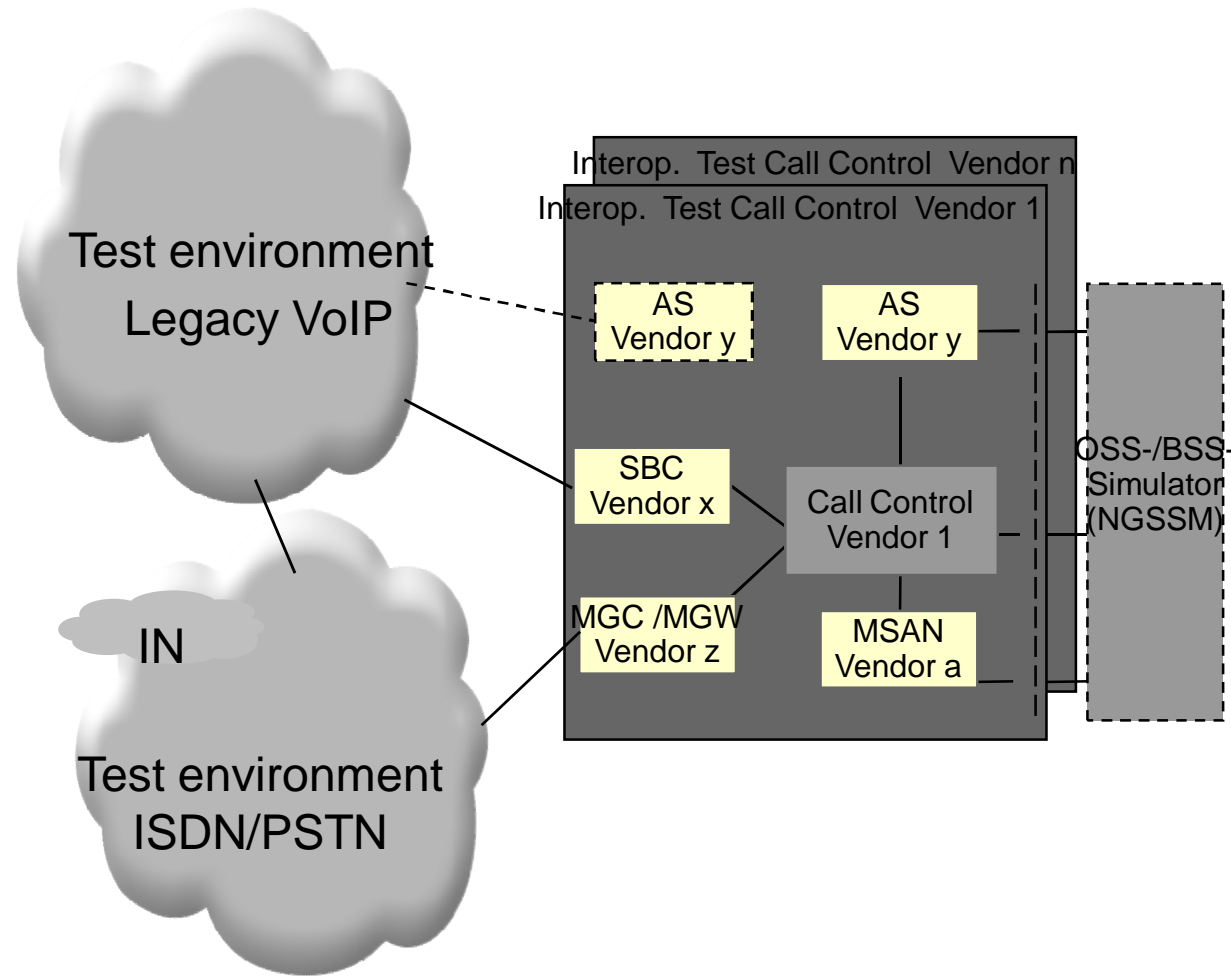 Interop. Test Call Control Vendor n
Interop. Test Call Control Vendor 1
Test environment
Legacy VoIP
AS
Vendor y
AS
Vendor y
SBC
Vendor x
Call Control
Vendor 1
OSS-/BSS-
Simulator
(NGSSM)
MGC /MGW
Vendor z
MSAN
Vendor a
IN
Test environment
ISDN/PSTN